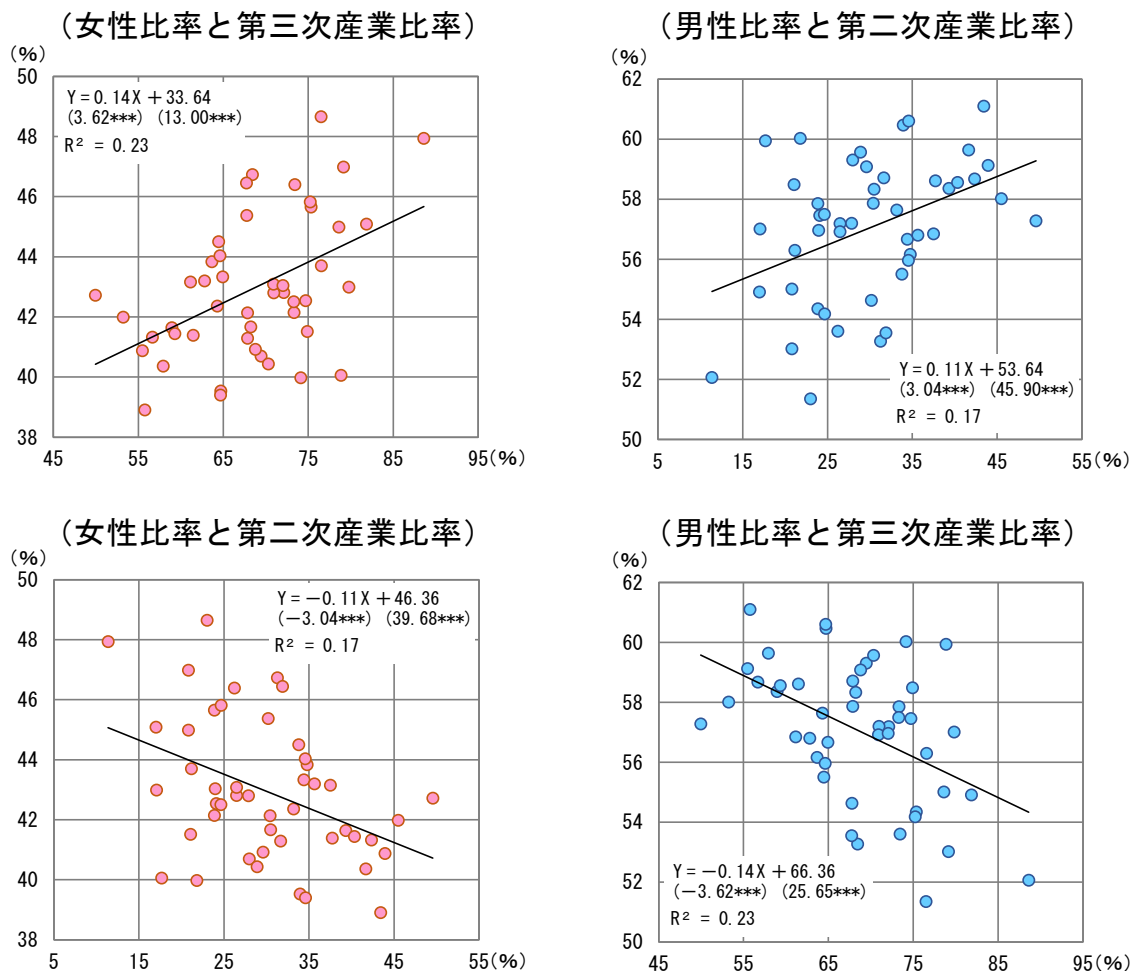 （女性比率と第三次産業比率）
(%)
50
48
46
44
42
40
38
Y＝0.14X＋33.64
(3.62***) (13.00***)
R² = 0.23
45 55 65 75 85 95(%)
（男性比率と第二次産業比率）
(%)
62
60
58
56
54
52
50
Y＝0.11X＋53.64
(3.04***) (45.90***)
R² = 0.17
5 15 25 35 45 55(%)
（女性比率と第二次産業比率）
(%)
50
48
46
44
42
40
38
Y＝−0.11X＋46.36
(−3.04***) (39.68***)
R² = 0.17
5 15 25 35 45 55(%)
（男性比率と第三次産業比率）
(%)
62
60
58
56
54
52
50
Y＝−0.14X＋66.36
(−3.62***) (25.65***)
R² = 0.23
45 55 65 75 85 95(%)